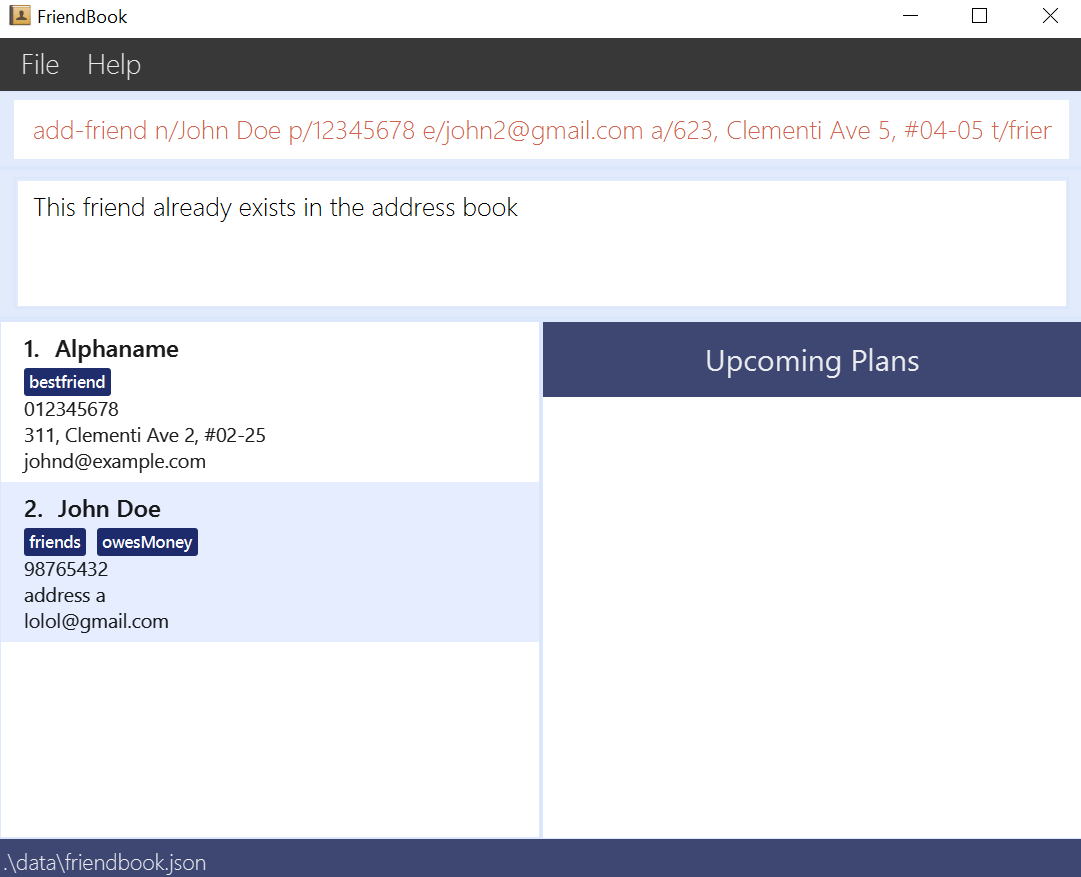 FriendBook
File Help
add-friend n/John Doe p/12345678 e/john2@gmail.com a/623, Clementi Ave 5, #04-05 t/frier
This friend already exists in the address book
1. Alphaname
bestfriend
012345678
311, Clementi Ave 2, #02-25
johnd@example.com
2. John Doe
friends owesMoney
98765432
address a
lolol@gmail.com
Upcoming Plans
.\data\friendbook.json